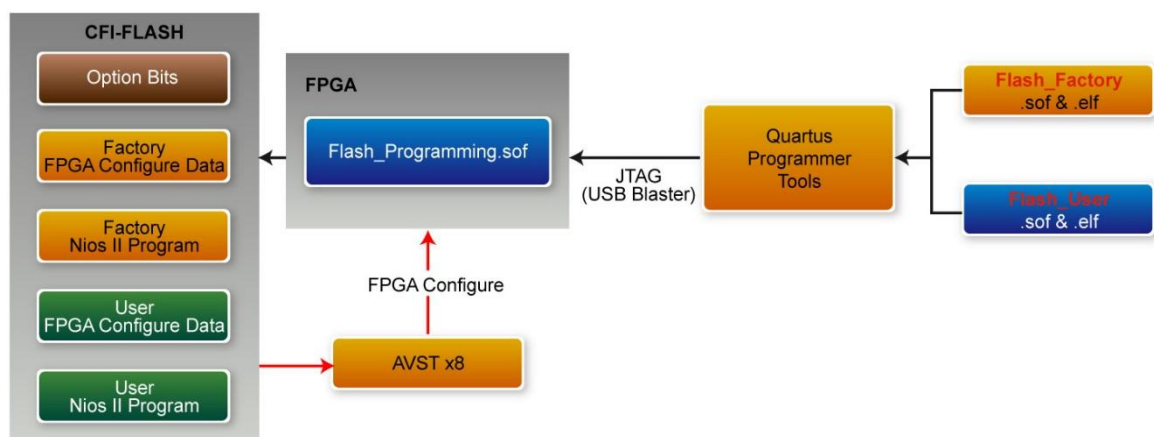 CFI-FLASH
Option Bits
Factory
FPGA Configure Data
Factory
Nios II Program
User
FPGA Configure Data
User
Nios II Program
FPGA
Flash_Programming.sof
FPGA Configure
AVST x8
JTAG
(USB Blaster)
Quartus
Programmer
Tools
Flash_Factory
.sof & .elf
Flash_User
.sof & .elf